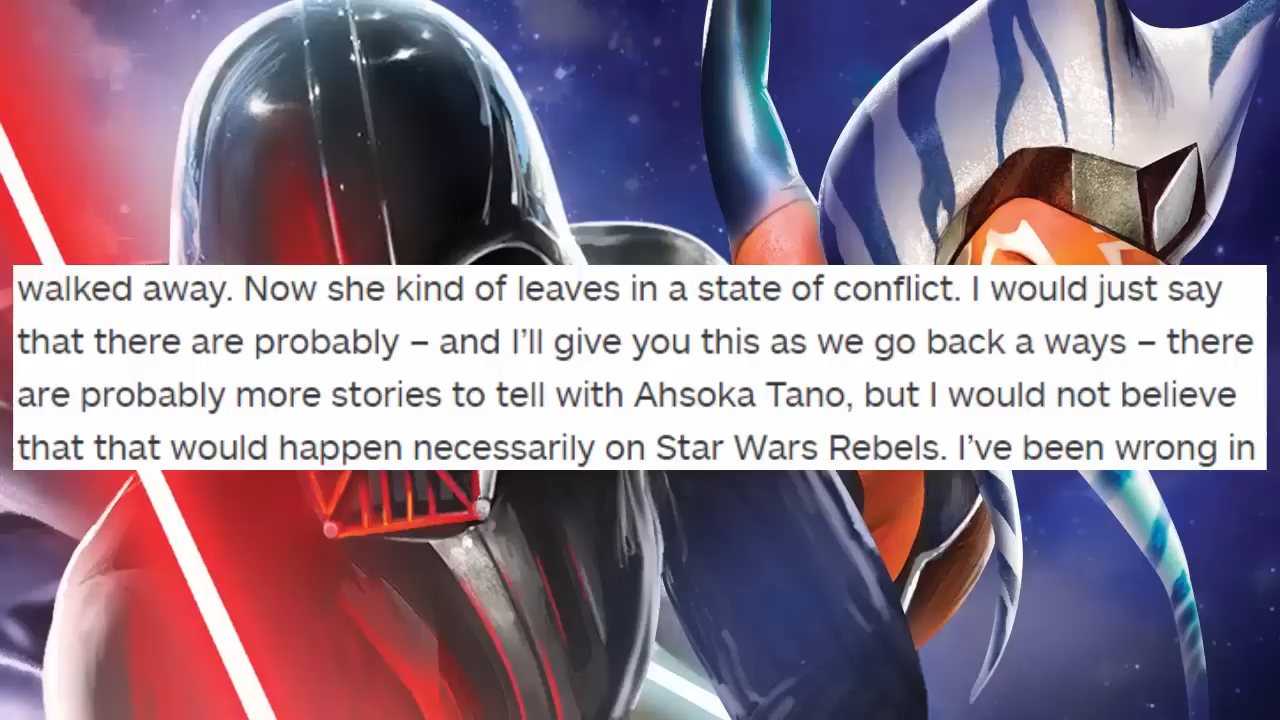 walked away. Now she kind of leaves in a state of conflict. I would just say
that there are probably – and I’ll give you this as we go back a ways – there
are probably more stories to tell with Ahsoka Tano, but I would not believe
that that would happen necessarily on Star Wars Rebels. I’ve been wrong in